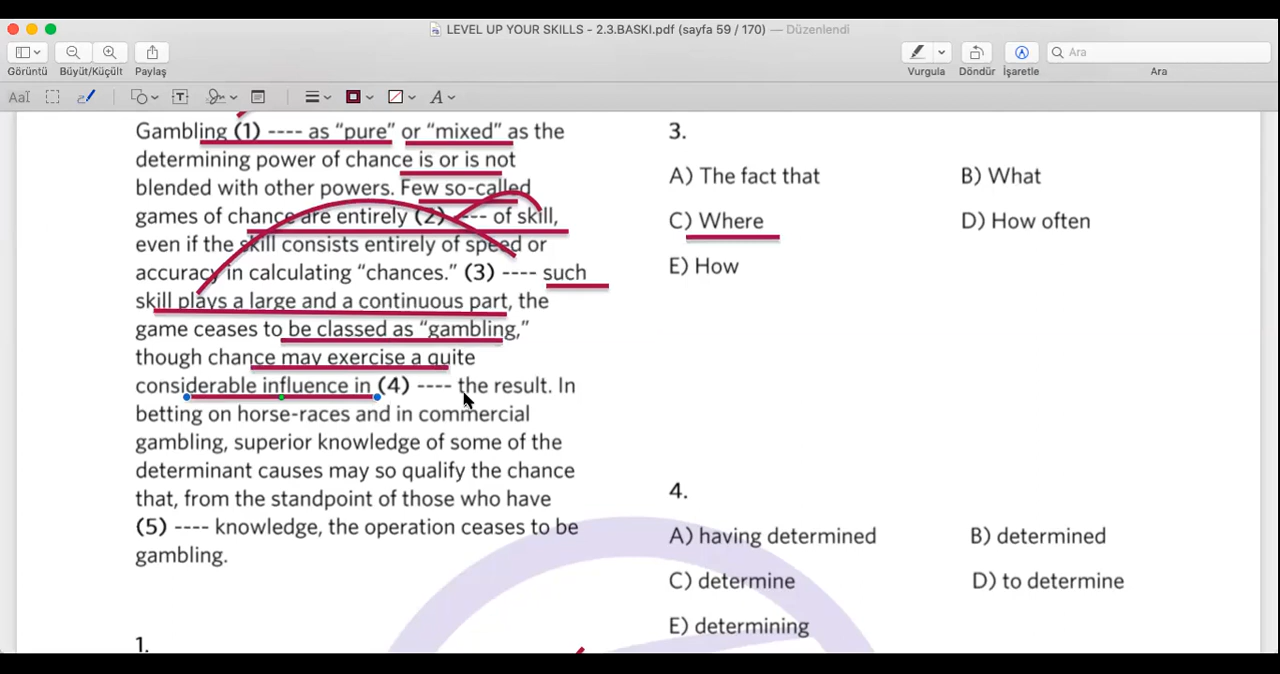 LEVEL UP YOUR SKILLS - 2.3.BASKI.pdf (sayfa 59 / 170) — Düzenlendi
Ara
Görüntü Büyüt/Küçült Paylaş Vurgula Döndür İşaretle Ara
AaI T A
Gambling (1) ---- as “pure” or “mixed” as the
determining power of chance is or is not
blended with other powers. Few so-called
games of chance are entirely (2) ---- of skill,
even if the skill consists entirely of speed or
accuracy in calculating “chances.” (3) ---- such
skill plays a large and a continuous part, the
game ceases to be classed as “gambling,”
though chance may exercise a quite
considerable influence in (4) ---- the result. In
betting on horse-races and in commercial
gambling, superior knowledge of some of the
determinant causes may so qualify the chance
that, from the standpoint of those who have
(5) ---- knowledge, the operation ceases to be
gambling.
1.
3.
A) The fact that B) What
C) Where D) How often
E) How
4.
A) having determined B) determined
C) determine D) to determine
E) determining